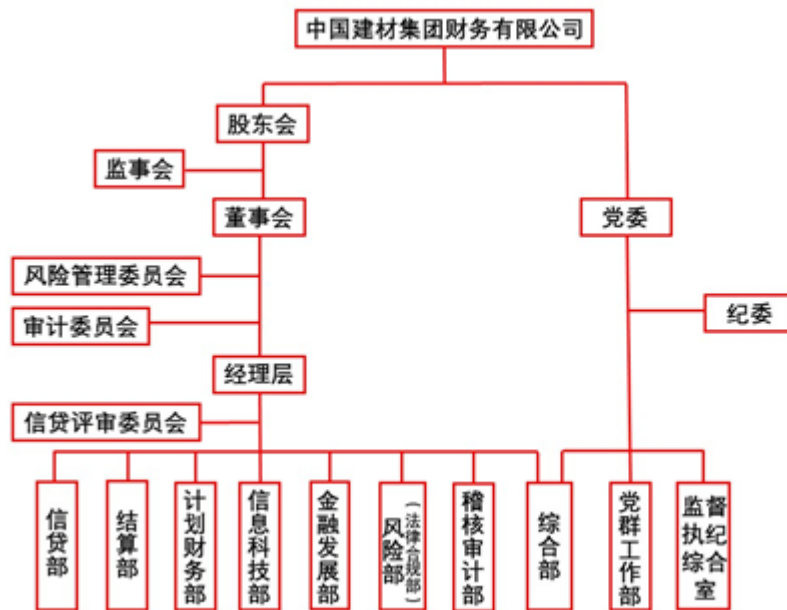 中国建材集团财务有限公司
股东会
监事会
董事会
党委
风险管理委员会
纪委
审计委员会
经理层
信贷评审委员会
信贷部
结算部
计划财务部
信息科技部
金融发展部
风险部
(法律合规部)
稽核审计部
综合部
党群工作部
监督
执纪
综合
室